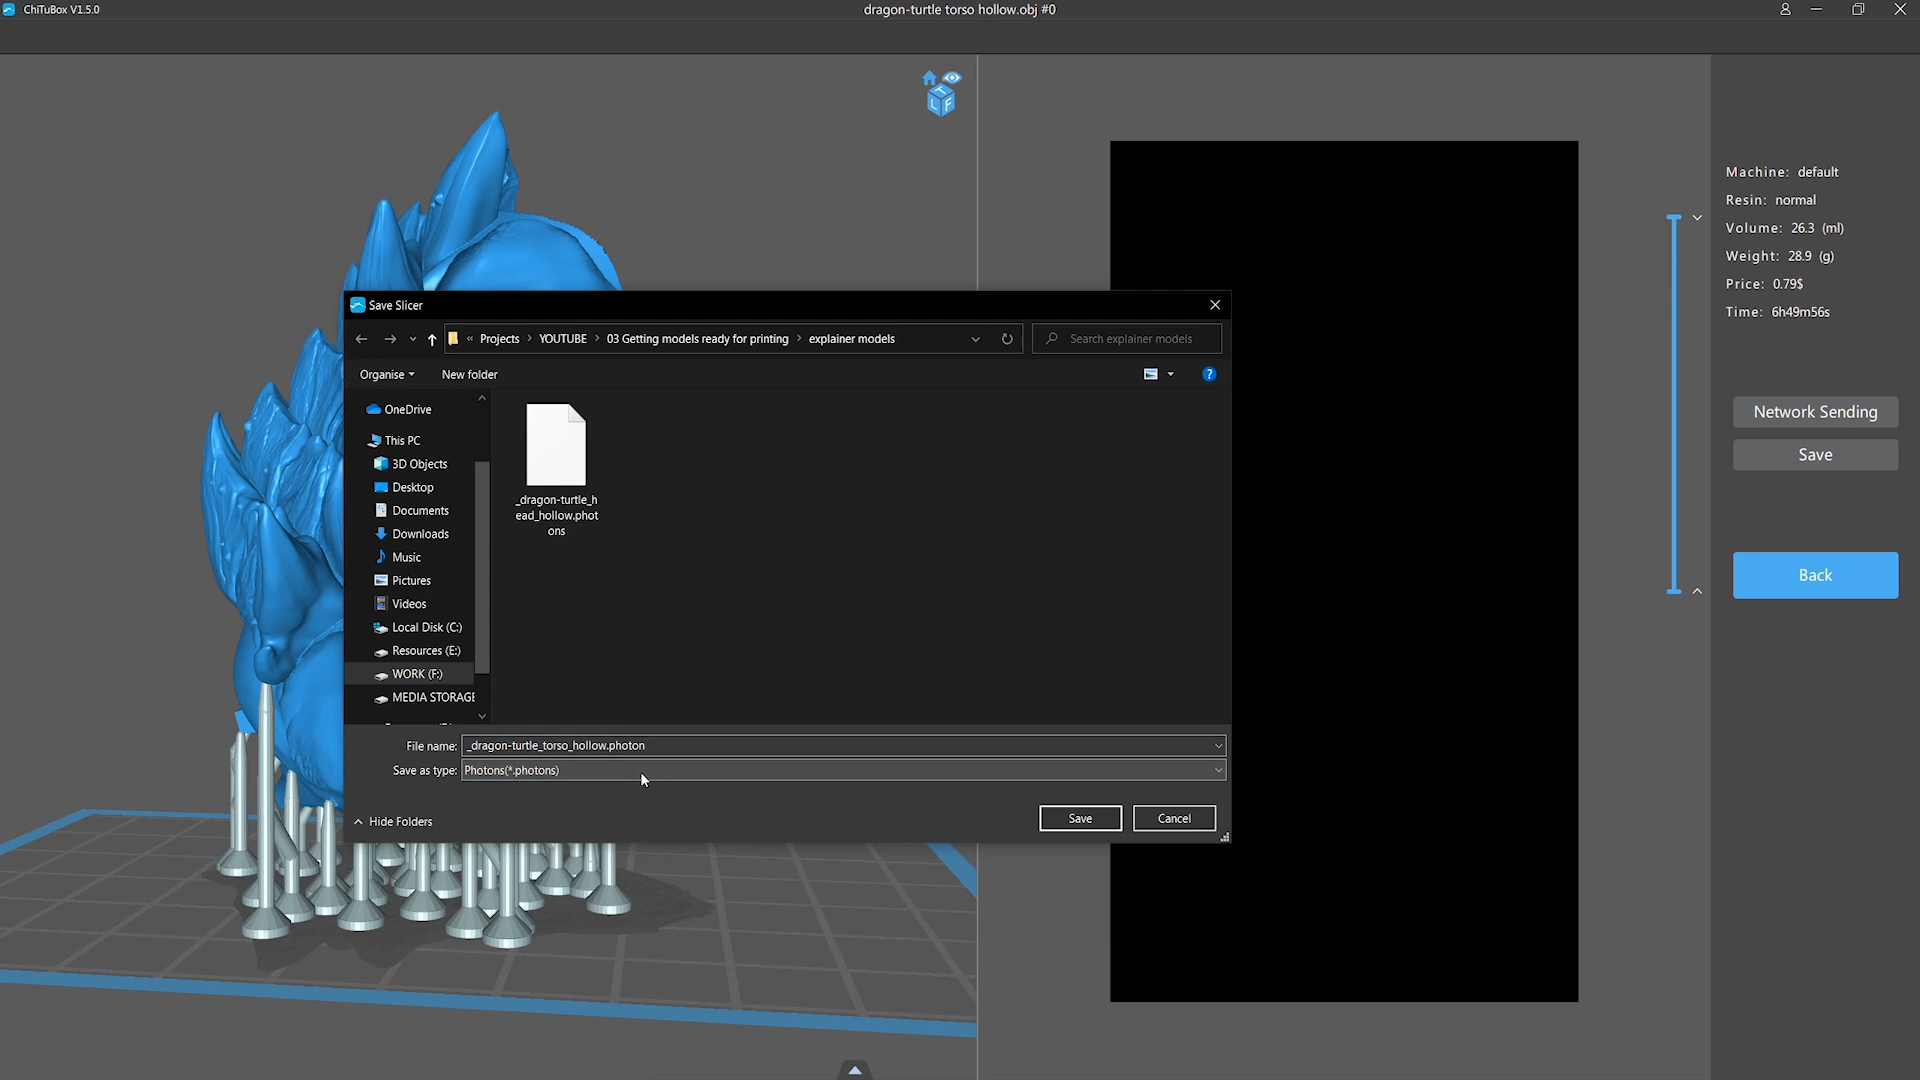 ChiTuBox V1.5.0
dragon-turtle torso hollow.obj #0
T
L F
Machine: default
Resin: normal
Volume: 26.3 (ml)
Weight: 28.9 (g)
Price: 0.79$
Time: 6h49m56s
Network Sending
Save
Back
Save Slicer
« Projects › YOUTUBE › 03 Getting models ready for printing › explainer models
Search explainer models
Organise
New folder
?
OneDrive
This PC
3D Objects
Desktop
Documents
Downloads
Music
Pictures
Videos
Local Disk (C:)
Resources (E:)
WORK (F:)
MEDIA STORAGE
_dragon-turtle_h
ead_hollow.phot
ons
File name: _dragon-turtle_torso_hollow.photon
Save as type: Photons(*.photons)
Hide Folders
Save
Cancel